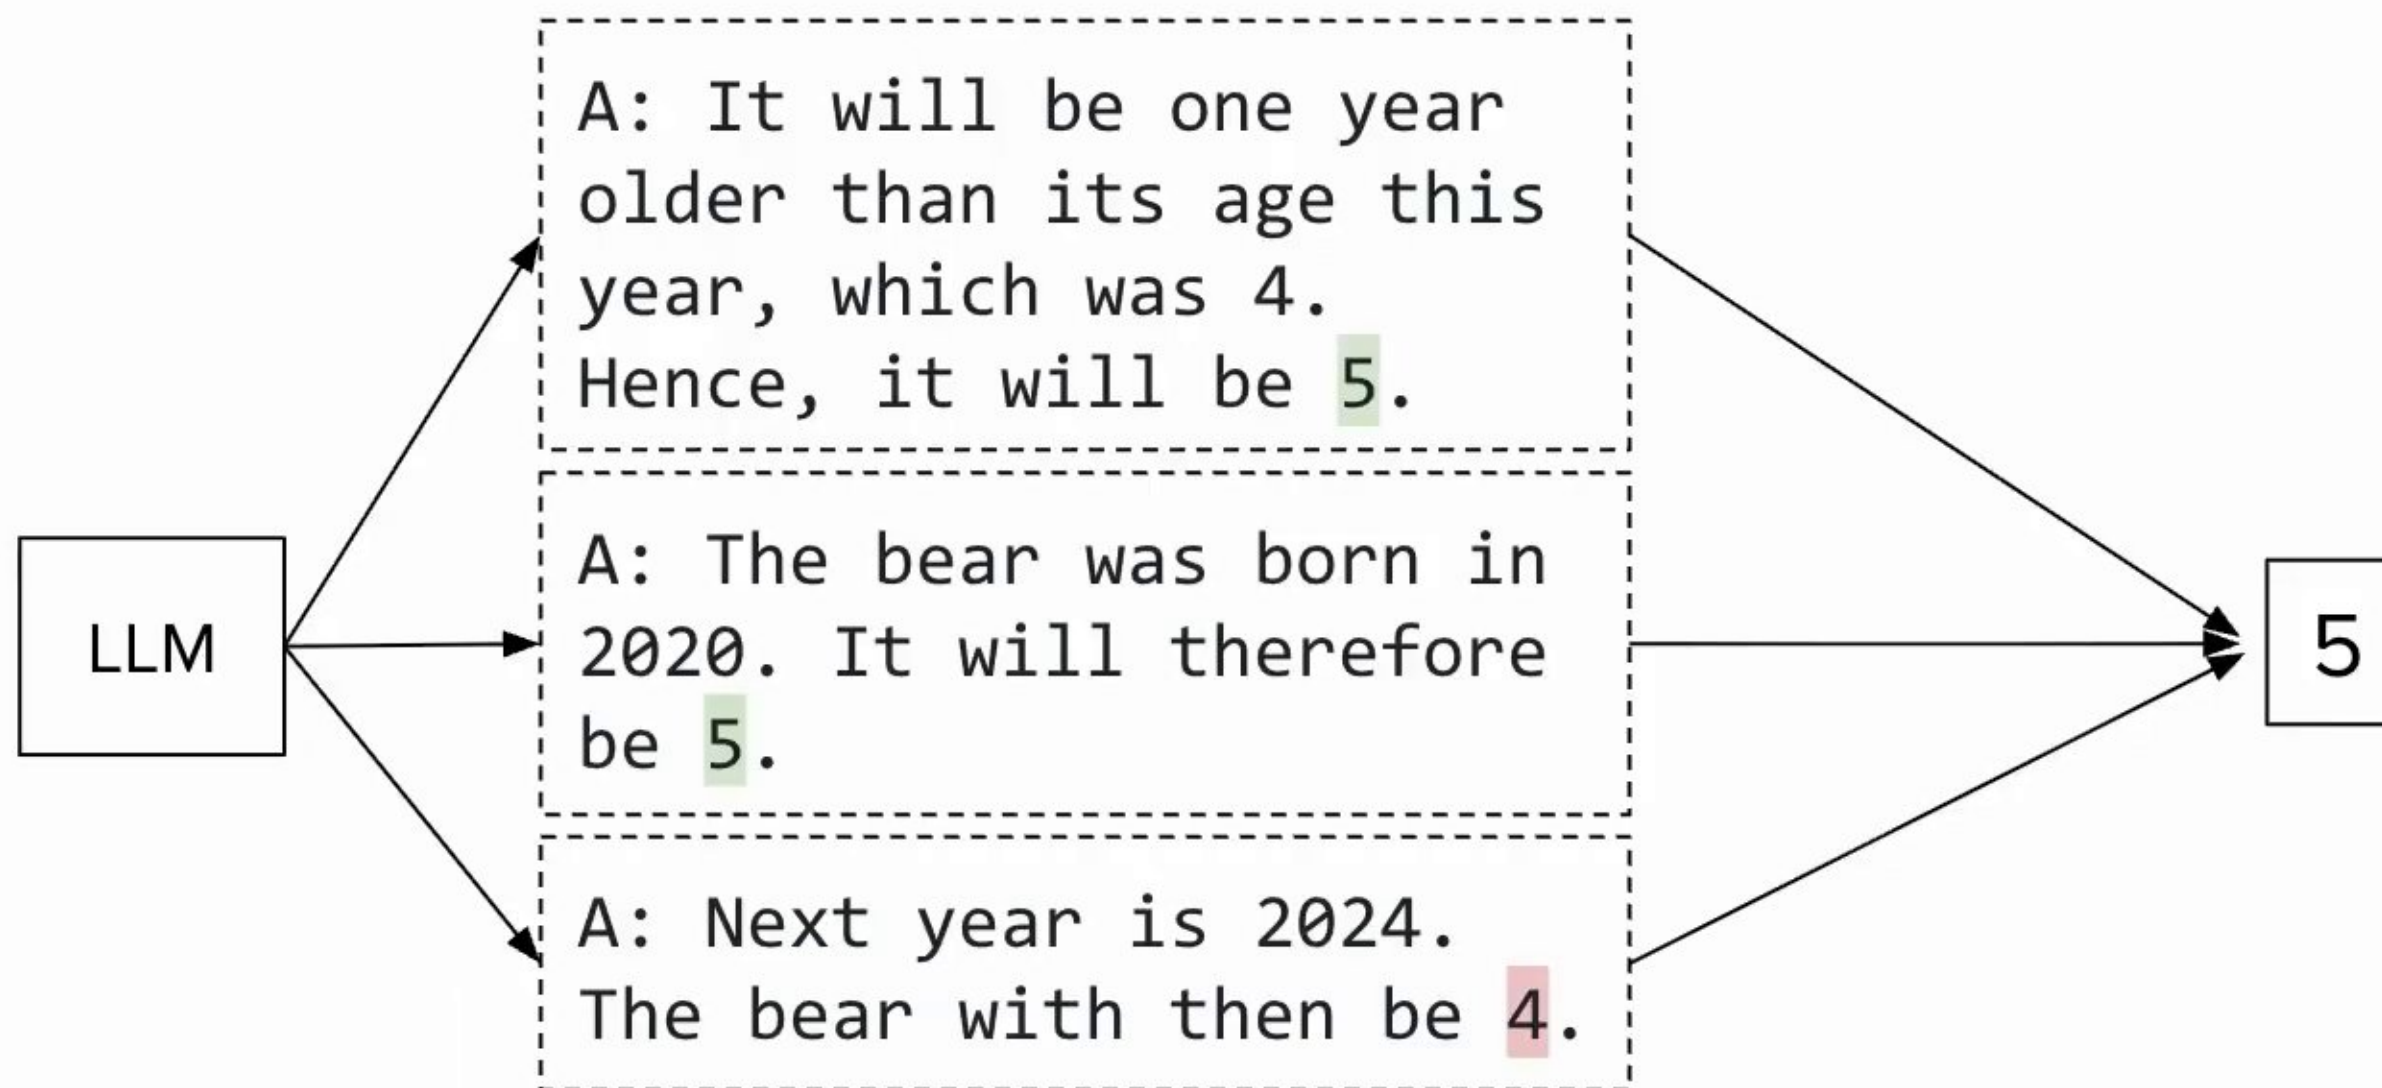 A: It will be one year
older than its age this
year, which was 4.
Hence, it will be 5.
LLM
A: The bear was born in
2020. It will therefore
be 5.
5
A: Next year is 2024.
The bear with then be 4.